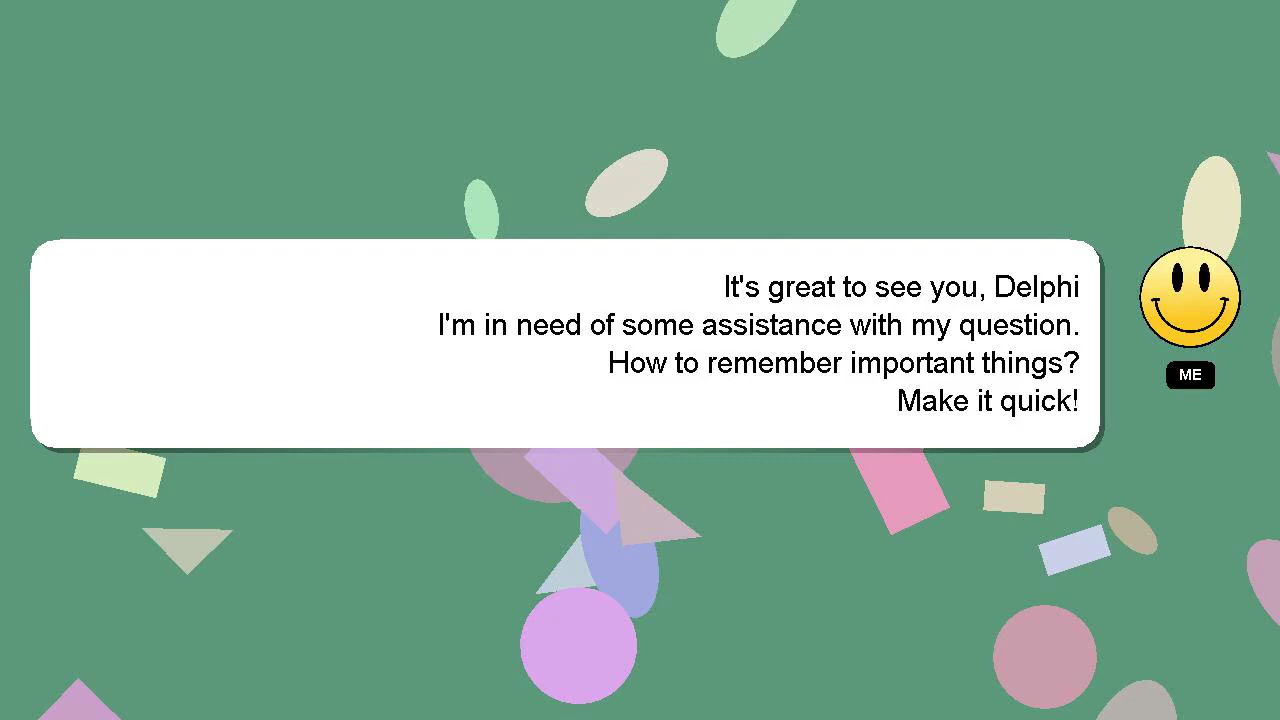 It's great to see you, Delphi
I'm in need of some assistance with my question.
How to remember important things?
Make it quick!
ME